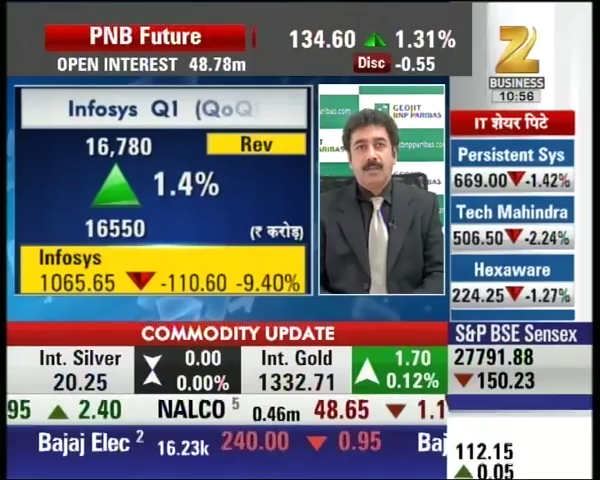 PNB Future
134.60 1.31%
OPEN INTEREST 48.78m
Disc -0.55
Z
BUSINESS
10:56
Infosys Q1 (QoQ
16,780 Rev
1.4%
16550 (₹ करोड़)
Infosys
1065.65 -110.60 -9.40%
GEOJIT
BNP PARIBAS
IT शेयर पिटे
Persistent Sys
669.00 -1.42%
Tech Mahindra
506.50 -2.24%
Hexaware
224.25 -1.27%
COMMODITY UPDATE
Int. Silver 0.00 Int. Gold 1.70
20.25 0.00% 1332.71 0.12%
S&P BSE Sensex
27791.88
150.23
95 2.40 NALCO 5 0.46m 48.65 1.1
Bajaj Elec 2 16.23k 240.00 0.95 Baj
112.15
0.05